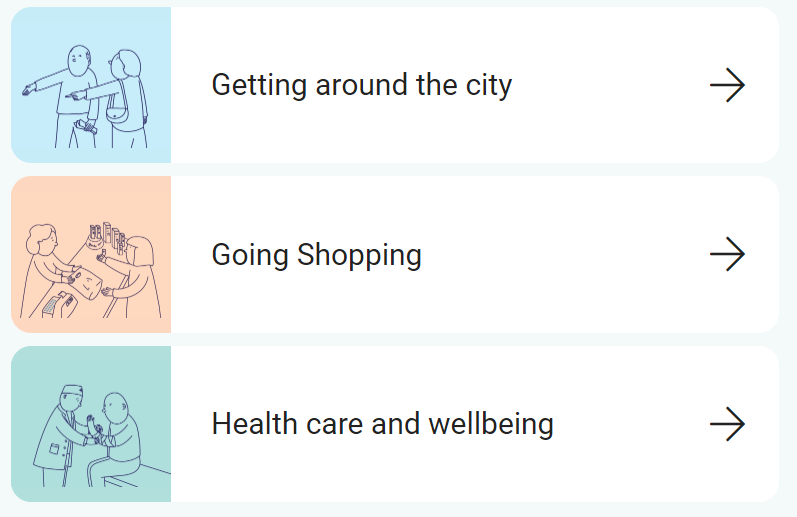 Getting around the city
Going Shopping
Health care and wellbeing